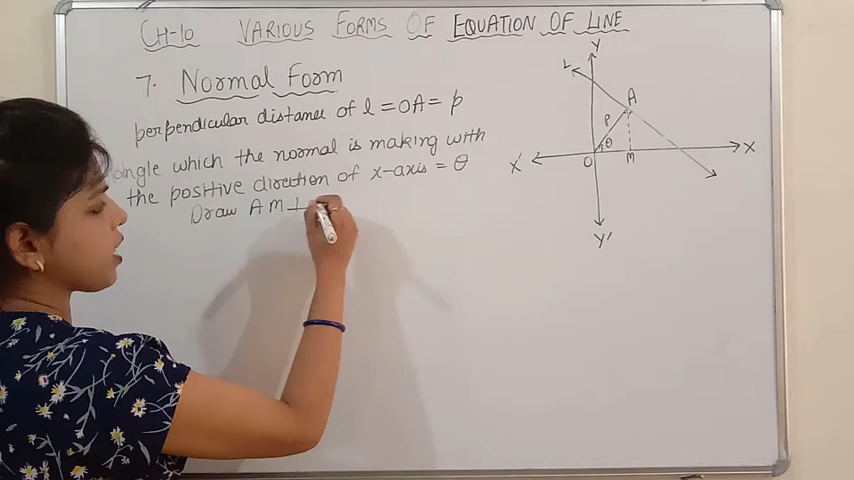 CH-10 VARIOUS FORMS OF EQUATION OF LINE
7. Normal Form
perpendicular distance of l = OA = p
angle which the normal is making with
the positive direction of x-axis = θ
Draw AM ⊥
Y
L
A
P
θ
X'
O
M
X
Y'